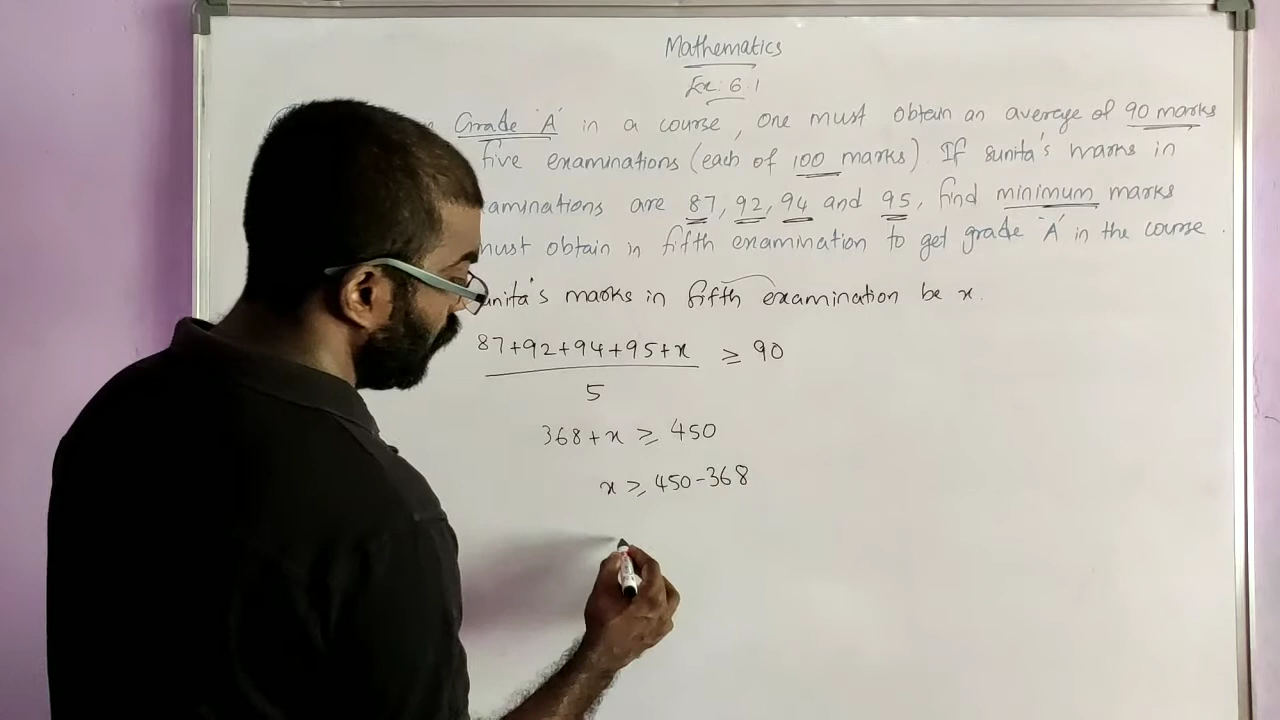 Mathematics
Ex: 6.1
Grade 'A' in a course, one must obtain an average of 90 marks
five examinations (each of 100 marks). If sunita's marks in
aminations are 87, 92, 94 and 95, find minimum marks
must obtain in fifth examination to get grade 'A' in the course.
unita's marks in fifth examination be x.
87+92+94+95+x ≥ 90
5
368+x ≥ 450
x ≥ 450-368